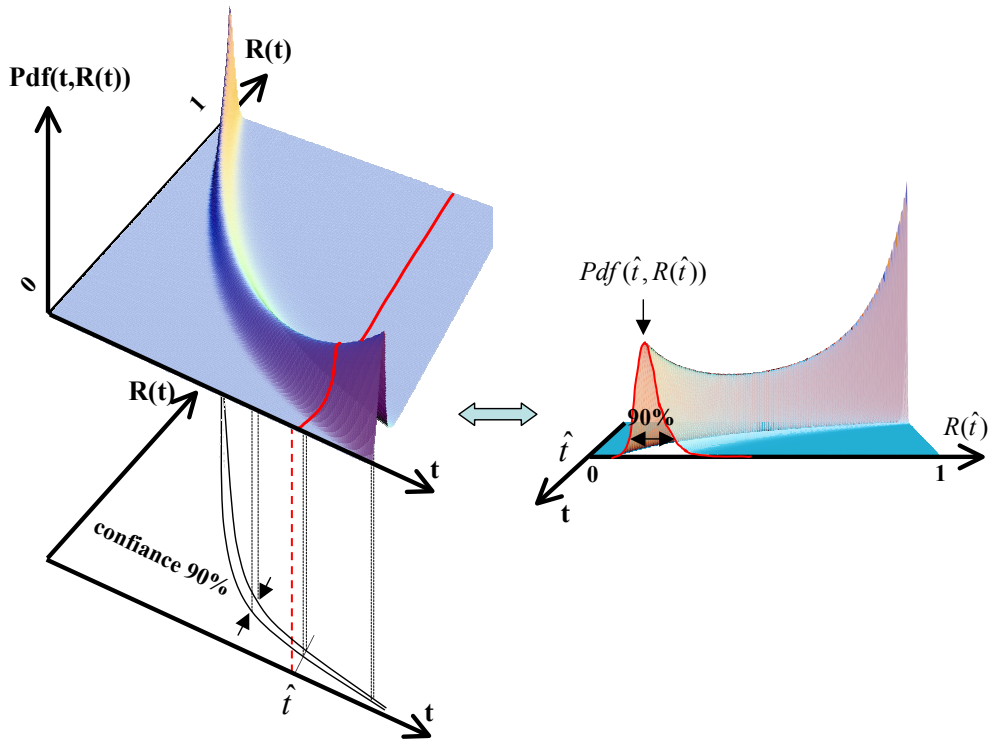 R(t)
Pdf(t,R(t))
1
0
t
R(t)
confiance 90%
t̂
t
Pdf(t̂,R(t̂))
90%
R(t̂)
t̂
0
1
t